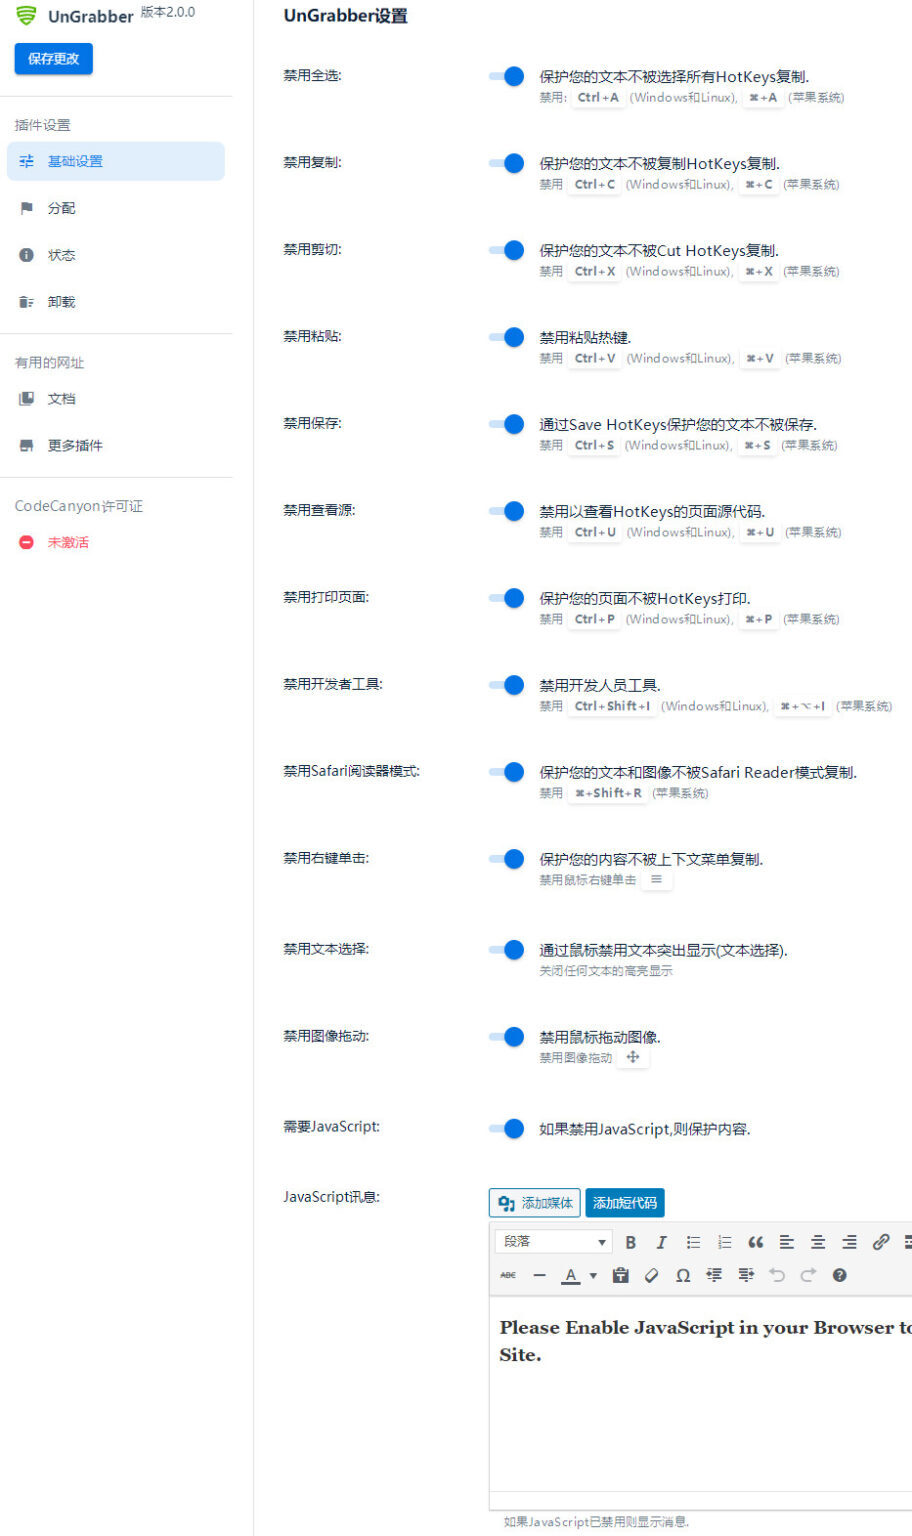 UnGrabber 版本2.0.0
保存更改
插件设置
基础设置
分配
状态
卸载
有用的网址
文档
更多插件
CodeCanyon许可证
未激活
UnGrabber设置
禁用全选:
保护您的文本不被选择所有HotKeys复制.
禁用: Ctrl+A (Windows和Linux), ⌘+A (苹果系统)
禁用复制:
保护您的文本不被复制HotKeys复制.
禁用 Ctrl+C (Windows和Linux), ⌘+C (苹果系统)
禁用剪切:
保护您的文本不被Cut HotKeys复制.
禁用 Ctrl+X (Windows和Linux), ⌘+X (苹果系统)
禁用粘贴:
禁用粘贴热键.
禁用 Ctrl+V (Windows和Linux), ⌘+V (苹果系统)
禁用保存:
通过Save HotKeys保护您的文本不被保存.
禁用 Ctrl+S (Windows和Linux), ⌘+S (苹果系统)
禁用查看源:
禁用以查看HotKeys的页面源代码.
禁用 Ctrl+U (Windows和Linux), ⌘+U (苹果系统)
禁用打印页面:
保护您的页面不被HotKeys打印.
禁用 Ctrl+P (Windows和Linux), ⌘+P (苹果系统)
禁用开发者工具:
禁用开发人员工具.
禁用 Ctrl+Shift+I (Windows和Linux), ⌘+⌥+I (苹果系统)
禁用Safari阅读器模式:
保护您的文本和图像不被Safari Reader模式复制.
禁用 ⌘+Shift+R (苹果系统)
禁用右键单击:
保护您的内容不被上下文菜单复制.
禁用鼠标右键单击
禁用文本选择:
通过鼠标禁用文本突出显示(文本选择).
关闭任何文本的高亮显示
禁用图像拖动:
禁用鼠标拖动图像.
禁用图像拖动
需要JavaScript:
如果禁用JavaScript,则保护内容.
JavaScript讯息:
添加媒体 添加短代码
段落 B I
ABC A Ω
Please Enable JavaScript in your Browser to
Site.
如果JavaScript已禁用则显示消息.